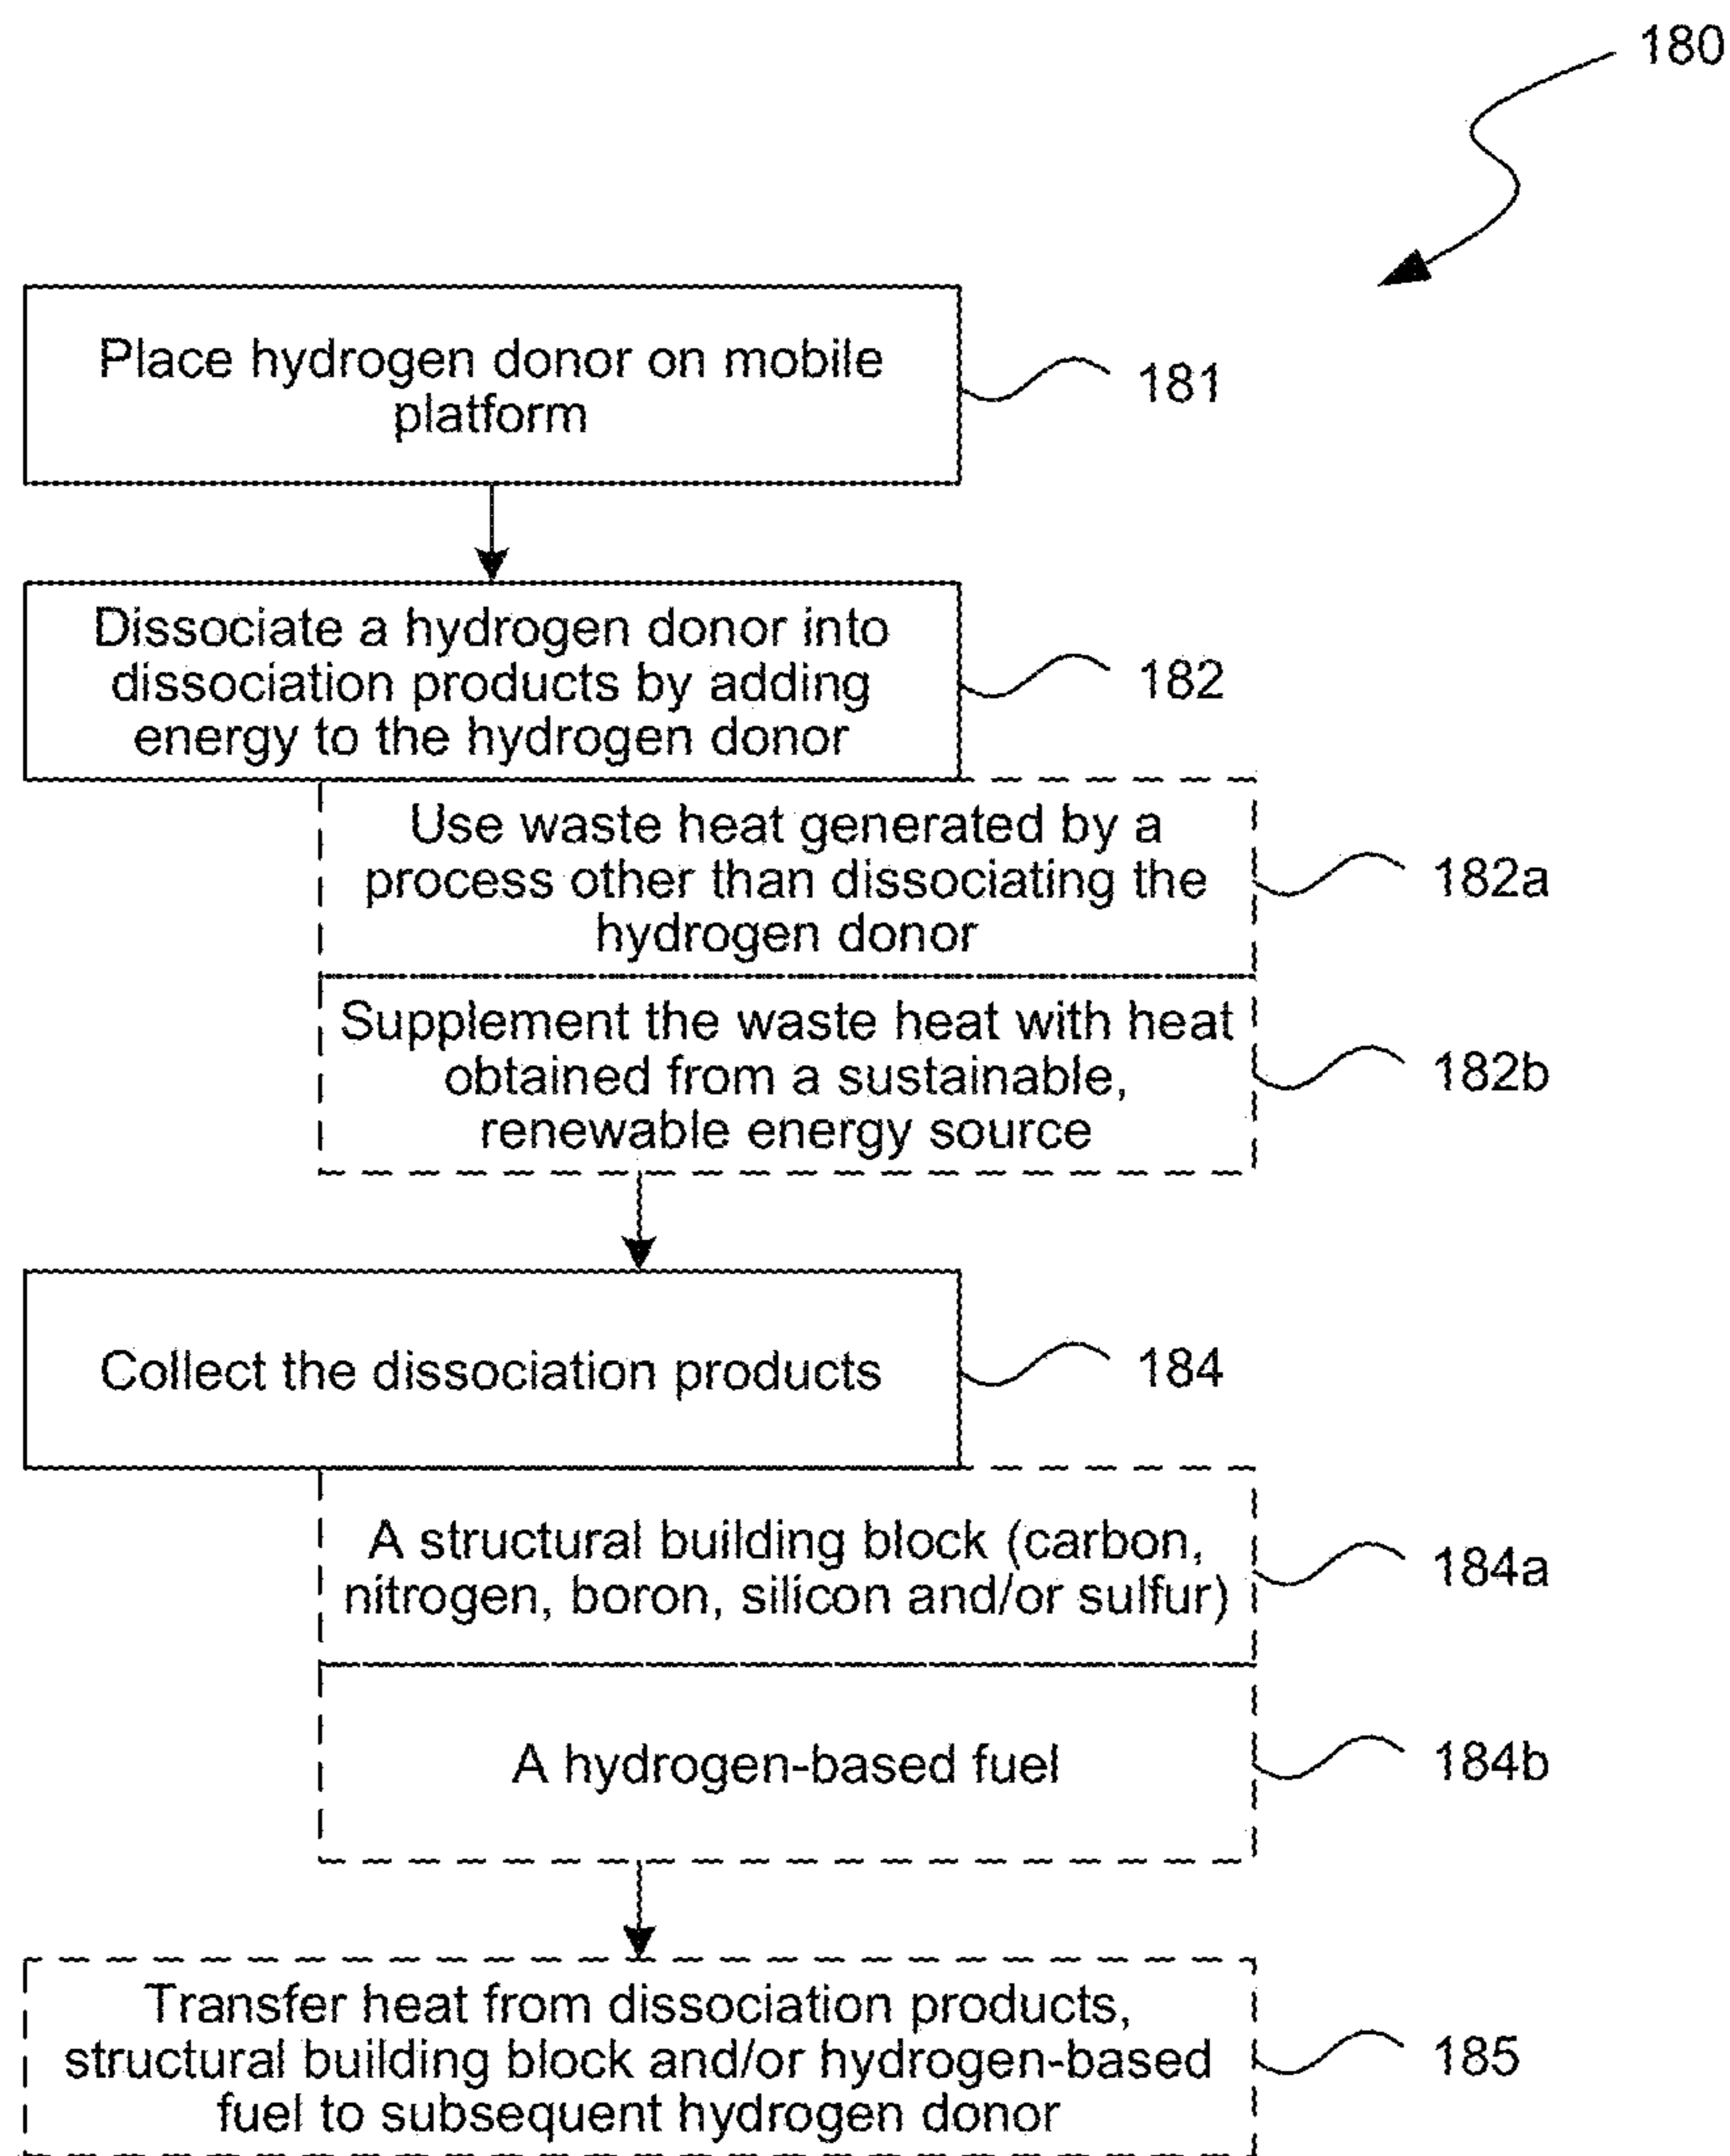 180
Place hydrogen donor on mobile
platform
181
Dissociate a hydrogen donor into
dissociation products by adding
energy to the hydrogen donor
182
Use waste heat generated by a
process other than dissociating the
hydrogen donor
182a
Supplement the waste heat with heat
obtained from a sustainable,
renewable energy source
182b
Collect the dissociation products
184
A structural building block (carbon,
nitrogen, boron, silicon and/or sulfur)
184a
A hydrogen-based fuel
184b
Transfer heat from dissociation products,
structural building block and/or hydrogen-based
fuel to subsequent hydrogen donor
185